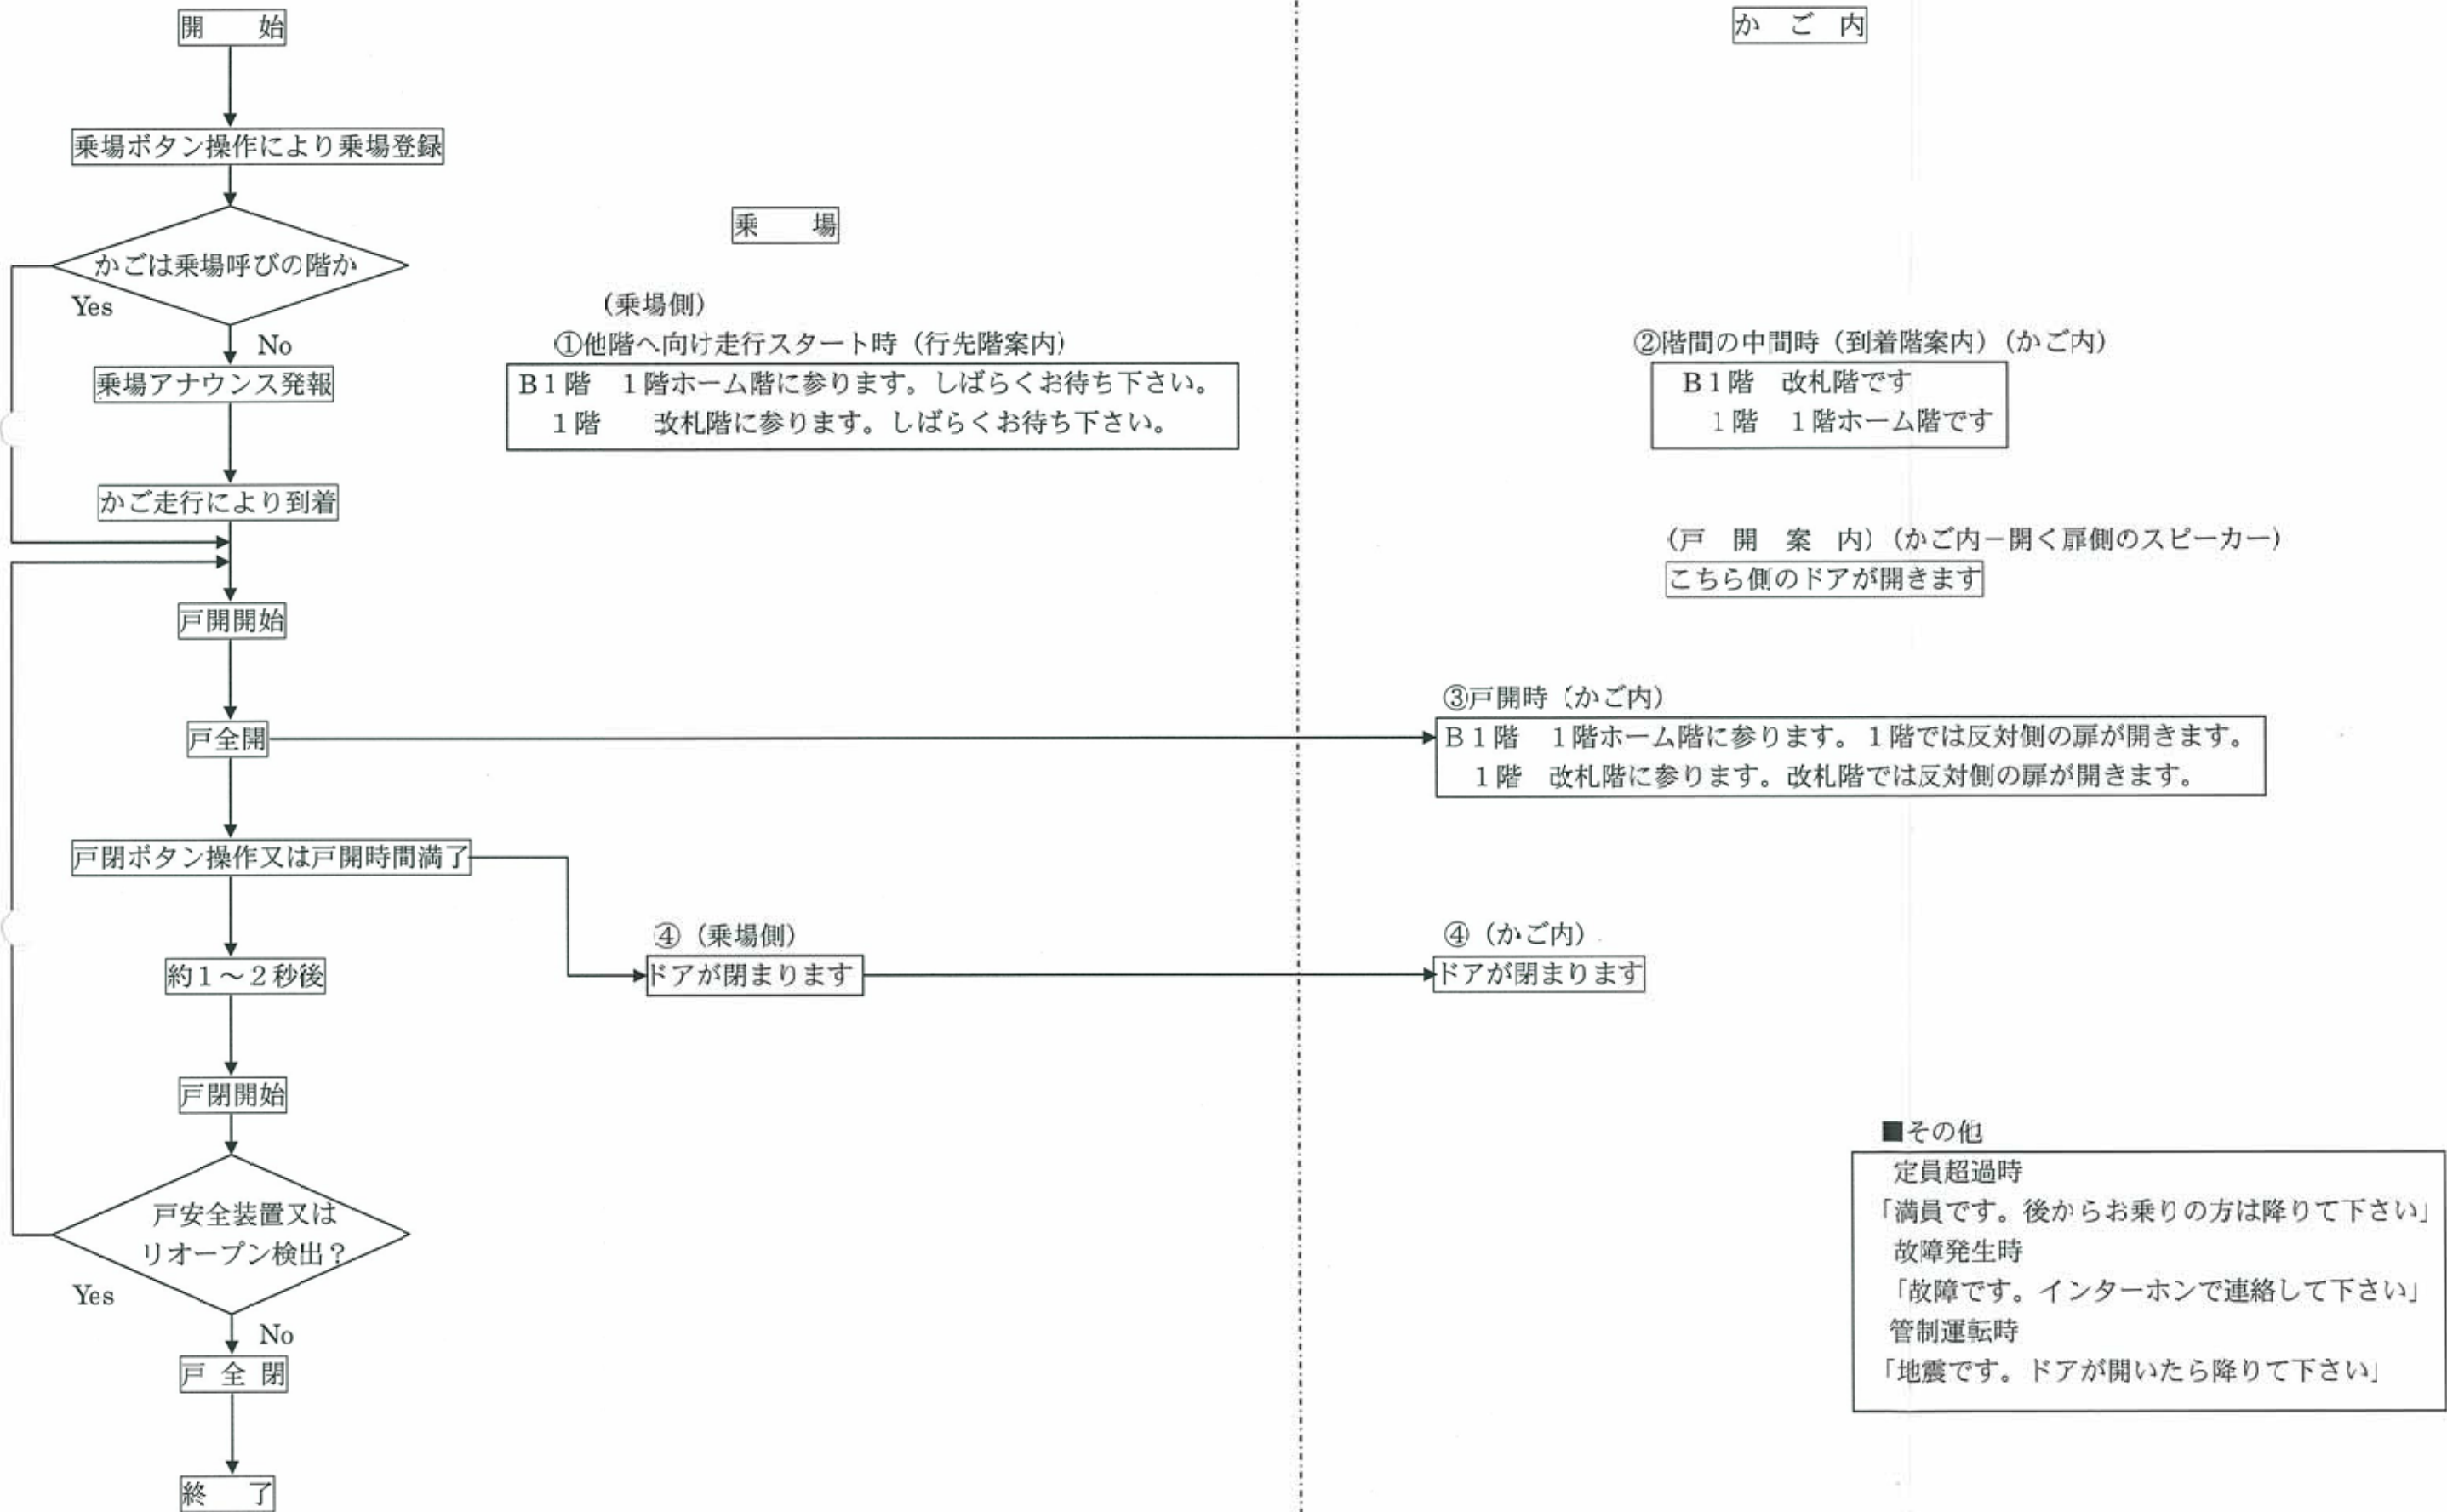 開　始
か　ご　内
乗場ボタン操作により乗場登録
乗　場
かごは乗場呼びの階か
Yes
No
乗場アナウンス発報
（乗場側）
①他階へ向け走行スタート時（行先階案内）
Ｂ１階　１階ホーム階に参ります。しばらくお待ち下さい。
１階　改札階に参ります。しばらくお待ち下さい。
②階間の中間時（到着階案内）（かご内）
Ｂ１階　改札階です
１階　１階ホーム階です
かご走行により到着
（戸　開　案　内）（かご内－開く扉側のスピーカー）
こちら側のドアが開きます
戸開開始
戸全開
③戸開時（かご内）
Ｂ１階　１階ホーム階に参ります。１階では反対側の扉が開きます。
１階　改札階に参ります。改札階では反対側の扉が開きます。
戸閉ボタン操作又は戸開時間満了
④（乗場側）
ドアが閉まります
④（かご内）
ドアが閉まります
約１～２秒後
戸閉開始
戸安全装置又は
リオープン検出？
Yes
No
戸　全　閉
終　了
■その他
定員超過時
「満員です。後からお乗りの方は降りて下さい」
故障発生時
「故障です。インターホンで連絡して下さい」
管制運転時
「地震です。ドアが開いたら降りて下さい」